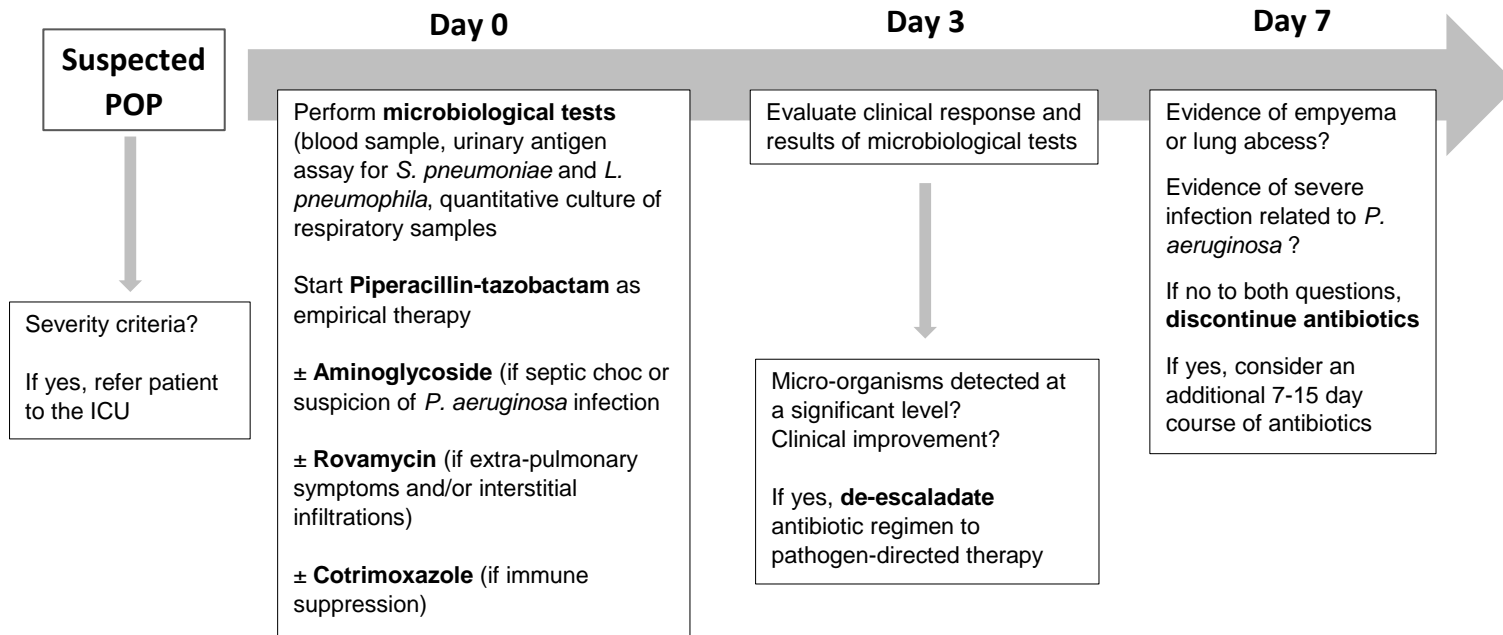 Suspected
POP
Severity criteria?
If yes, refer patient
to the ICU
Day 0
Perform microbiological tests
(blood sample, urinary antigen
assay for S. pneumoniae and L.
pneumophila, quantitative culture of
respiratory samples
Start Piperacillin-tazobactam as
empirical therapy
± Aminoglycoside (if septic choc or
suspicion of P. aeruginosa infection
± Rovamycin (if extra-pulmonary
symptoms and/or interstitial
infiltrations)
± Cotrimoxazole (if immune
suppression)
Day 3
Evaluate clinical response and
results of microbiological tests
Micro-organisms detected at
a significant level?
Clinical improvement?
If yes, de-escaladate
antibiotic regimen to
pathogen-directed therapy
Day 7
Evidence of empyema
or lung abcess?
Evidence of severe
infection related to P.
aeruginosa ?
If no to both questions,
discontinue antibiotics
If yes, consider an
additional 7-15 day
course of antibiotics